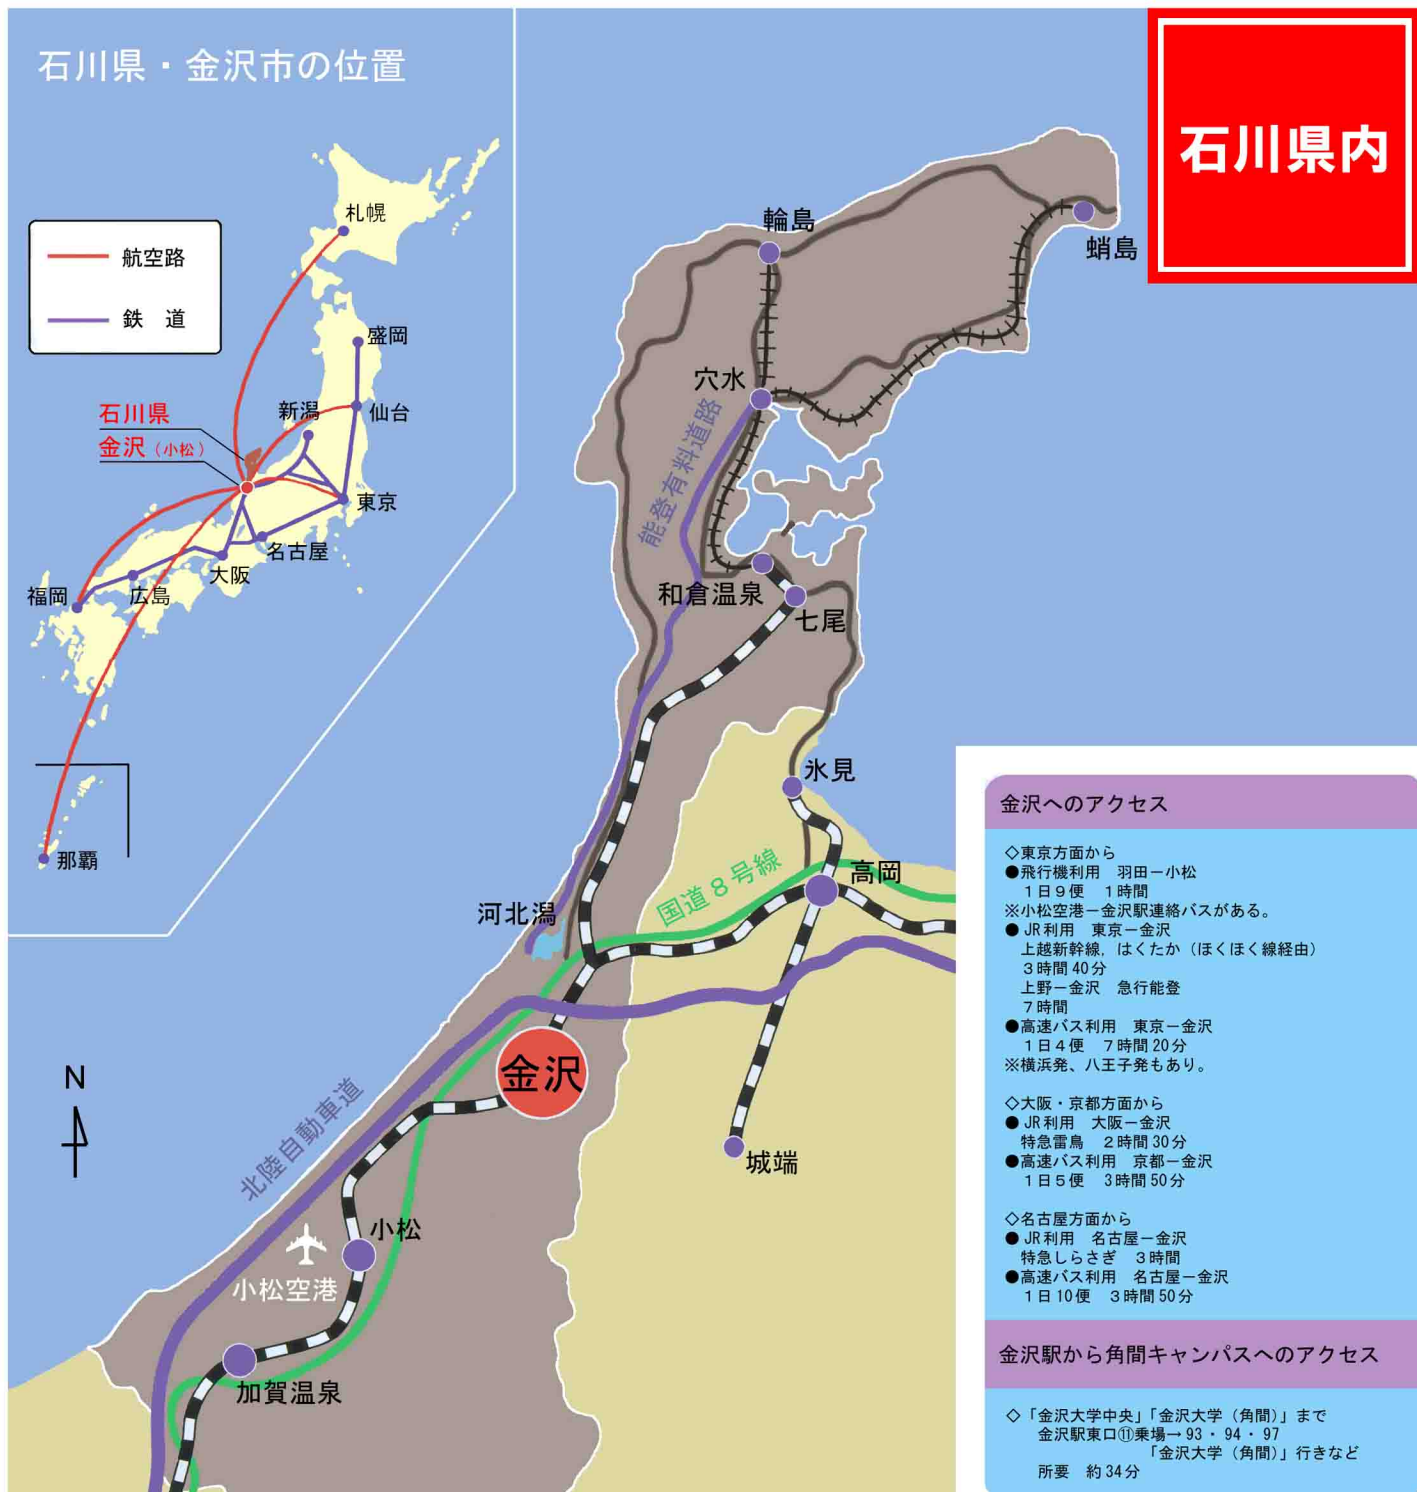 石川県・金沢市の位置
石川県内
航空路
鉄　道
札幌
盛岡
仙台
新潟
石川県
金沢（小松）
東京
名古屋
大阪
広島
福岡
那覇
輪島
蛸島
穴水
能登有料道路
和倉温泉
七尾
氷見
高岡
国道８号線
河北潟
金沢
城端
N
北陸自動車道
小松
小松空港
加賀温泉
金沢へのアクセス
◇東京方面から
●飛行機利用　羽田－小松
１日９便　１時間
※小松空港－金沢駅連絡バスがある。
●JR利用　東京－金沢
上越新幹線，はくたか（ほくほく線経由）
３時間40分
上野－金沢　急行能登
７時間
●高速バス利用　東京－金沢
１日４便　７時間20分
※横浜発、八王子発もあり。
◇大阪・京都方面から
●JR利用　大阪－金沢
特急雷鳥　２時間30分
●高速バス利用　京都－金沢
１日５便　３時間50分
◇名古屋方面から
●JR利用　名古屋－金沢
特急しらさぎ　３時間
●高速バス利用　名古屋－金沢
１日10便　３時間50分
金沢駅から角間キャンパスへのアクセス
◇「金沢大学中央」「金沢大学（角間）」まで
金沢駅東口⑪乗場→93・94・97
「金沢大学（角間）」行きなど
所要　約34分